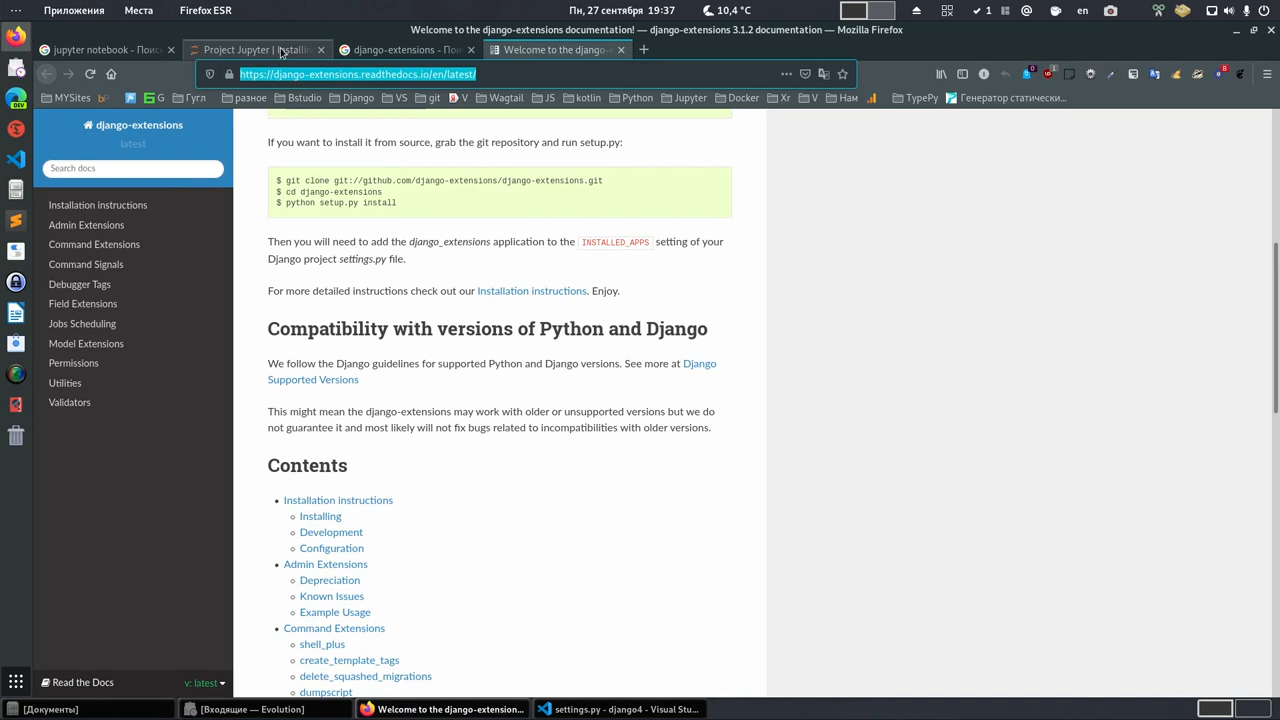 Приложения Места Firefox ESR Пн, 27 сентября 19:37 10,4 °C 1 en
Welcome to the django-extensions documentation! — django-extensions 3.1.2 documentation — Mozilla Firefox
jupyter notebook - Поис Project Jupyter | Installin django-extensions - Пои Welcome to the django-
https://django-extensions.readthedocs.io/en/latest/
MYSites G Гугл разное Bstudio Django VS git V Wagtail JS kotlin Python Jupyter Docker Xr V Нам TypePy Генератор статически...
django-extensions
latest
Search docs
Installation instructions
Admin Extensions
Command Extensions
Command Signals
Debugger Tags
Field Extensions
Jobs Scheduling
Model Extensions
Permissions
Utilities
Validators
Read the Docs v: latest
If you want to install it from source, grab the git repository and run setup.py:
$ git clone git://github.com/django-extensions/django-extensions.git
$ cd django-extensions
$ python setup.py install
Then you will need to add the django_extensions application to the INSTALLED_APPS setting of your
Django project settings.py file.
For more detailed instructions check out our Installation instructions. Enjoy.
Compatibility with versions of Python and Django
We follow the Django guidelines for supported Python and Django versions. See more at Django
Supported Versions
This might mean the django-extensions may work with older or unsupported versions but we do
not guarantee it and most likely will not fix bugs related to incompatibilities with older versions.
Contents
Installation instructions
Installing
Development
Configuration
Admin Extensions
Depreciation
Known Issues
Example Usage
Command Extensions
shell_plus
create_template_tags
delete_squashed_migrations
dumpscript
[Документы] [Входящие — Evolution] Welcome to the django-extension... settings.py - django4 - Visual Stu...